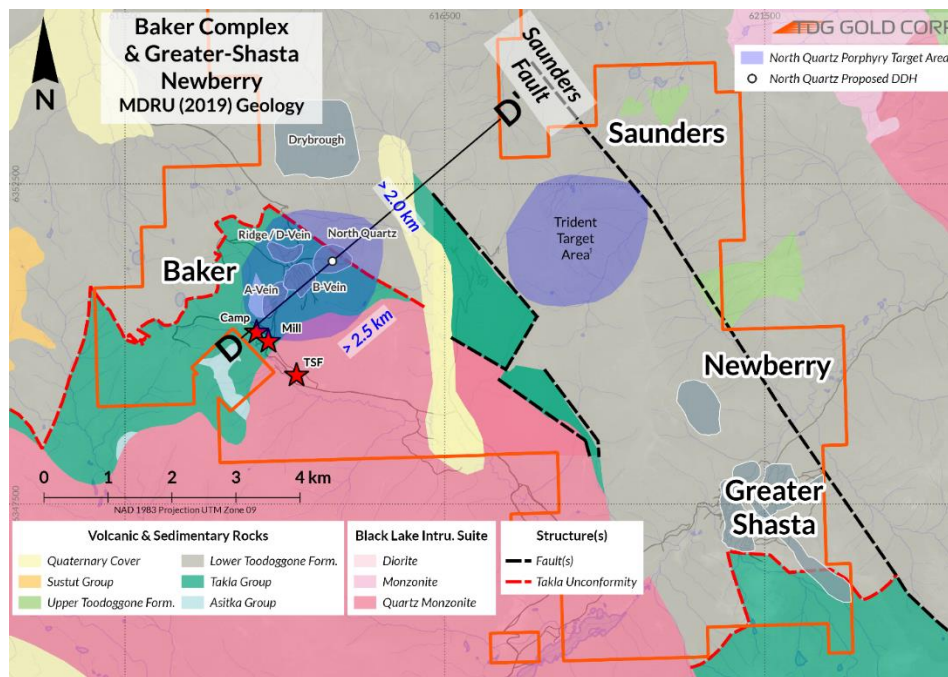 Baker Complex
& Greater-Shasta
Newberry
MDRU (2019) Geology
N
616500
621500
TDG GOLD CORP
North Quartz Porphyry Target Area
North Quartz Proposed DDH
Saunders
Fault
D
Saunders
Drybrough
6352500
> 2.0 km
Ridge / D-Vein
North Quartz
Trident
Target
Area¹
Baker
A-Vein
B-Vein
Camp
Mill
> 2.5 km
D
TSF
Newberry
0 1 2 3 4 km
NAD 1983 Projection UTM Zone 09
6347500
Greater
Shasta
Volcanic & Sedimentary Rocks
Quaternary Cover
Sustut Group
Upper Toodoggone Form.
Lower Toodoggone Form.
Takla Group
Asitka Group
Black Lake Intru. Suite
Diorite
Monzonite
Quartz Monzonite
Structure(s)
Fault(s)
Takla Unconformity